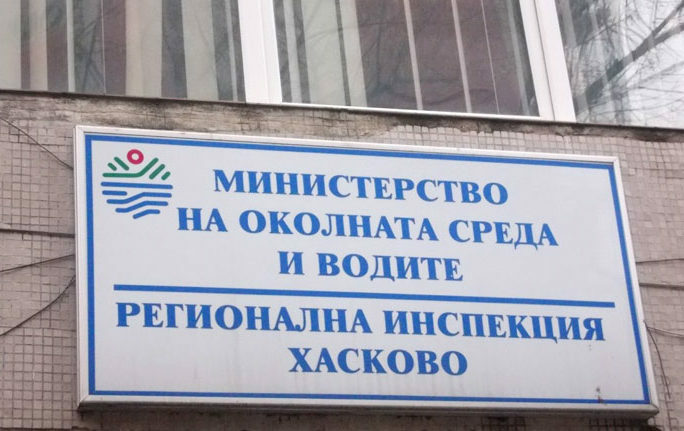 МИНИСТЕРСТВО
НА ОКОЛНАТА СРЕДА
И ВОДИТЕ
РЕГИОНАЛНА ИНСПЕКЦИЯ
ХАСКОВО